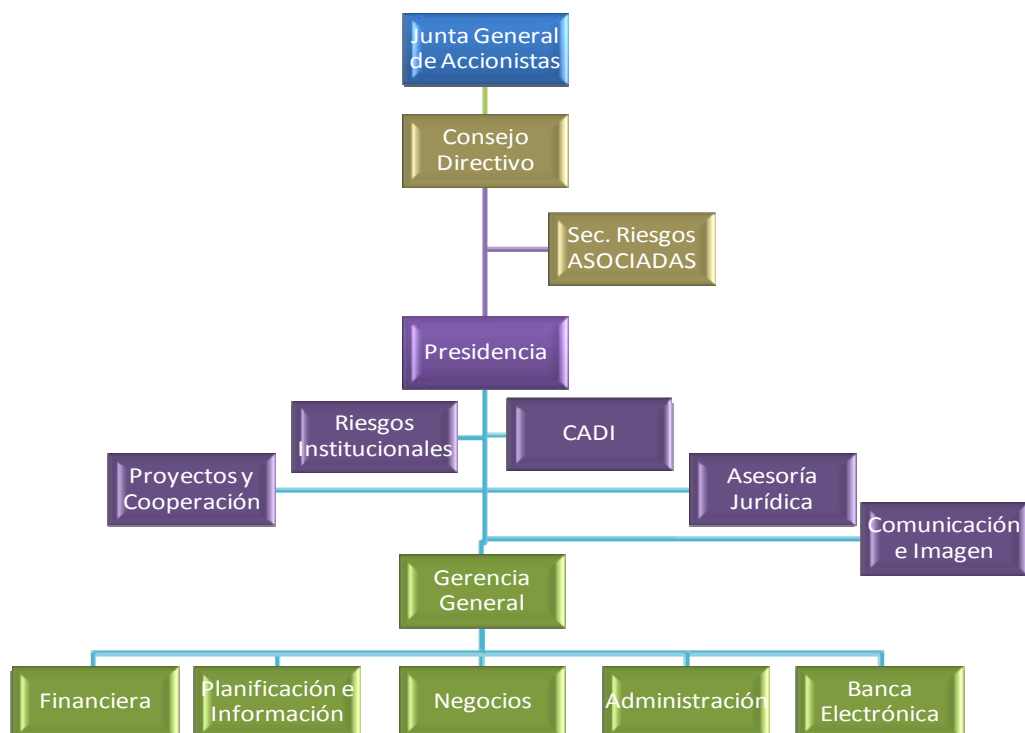 Junta General
de Accionistas
Consejo
Directivo
Sec. Riesgos
ASOCIADAS
Presidencia
Riesgos
Institucionales
CADI
Proyectos y
Cooperación
Asesoría
Jurídica
Comunicación
e Imagen
Gerencia
General
Financiera
Planificación e
Información
Negocios
Administración
Banca
Electrónica